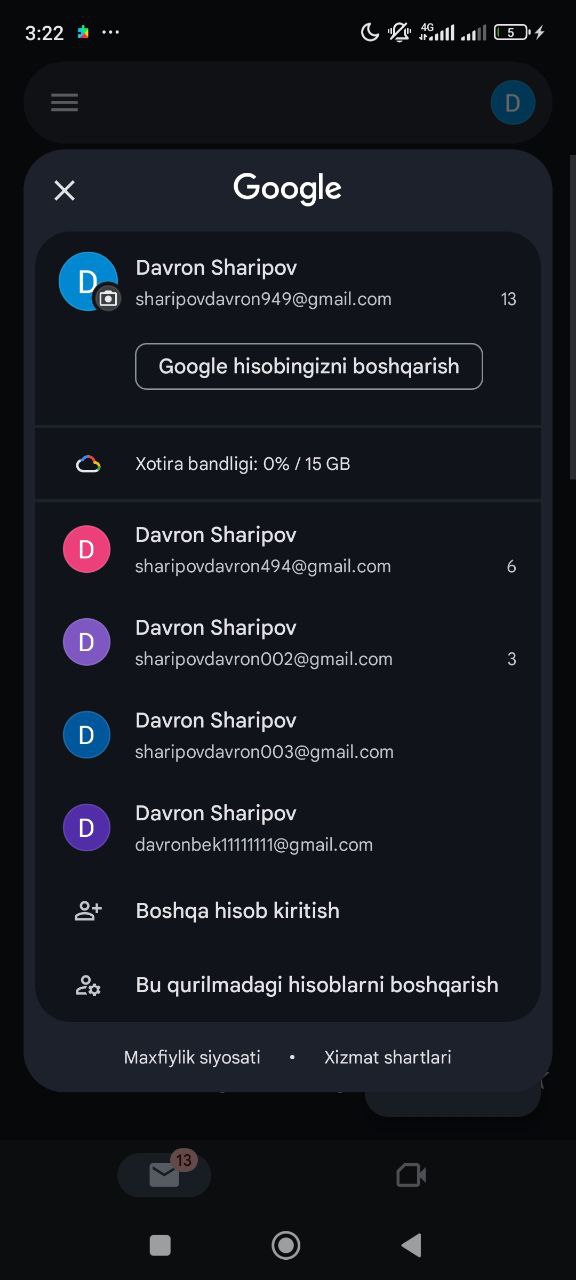 3:22
4G
5
D
Google
D
Davron Sharipov
sharipovdavron949@gmail.com
13
Google hisobingizni boshqarish
Xotira bandligi: 0% / 15 GB
D
Davron Sharipov
sharipovdavron494@gmail.com
6
D
Davron Sharipov
sharipovdavron002@gmail.com
3
D
Davron Sharipov
sharipovdavron003@gmail.com
D
Davron Sharipov
davronbek11111111@gmail.com
Boshqa hisob kiritish
Bu qurilmadagi hisoblarni boshqarish
Maxfiylik siyosati • Xizmat shartlari
13